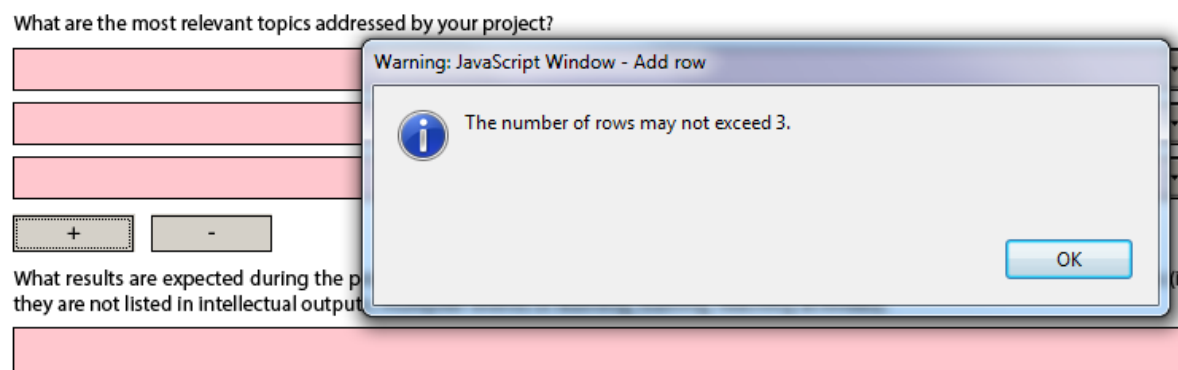 What are the most relevant topics addressed by your project?
Warning: JavaScript Window - Add row
The number of rows may not exceed 3.
+ -
OK
What results are expected during the p
they are not listed in intellectual output